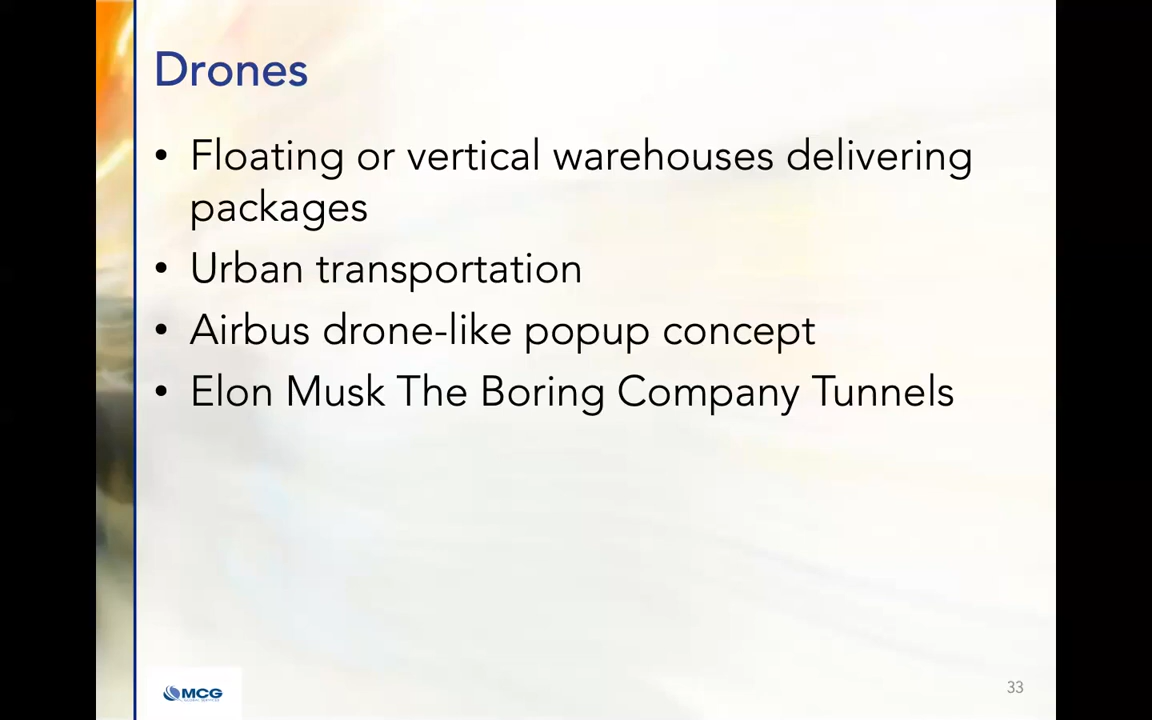 Drones
• Floating or vertical warehouses delivering
packages
• Urban transportation
• Airbus drone-like popup concept
• Elon Musk The Boring Company Tunnels
MCG
33